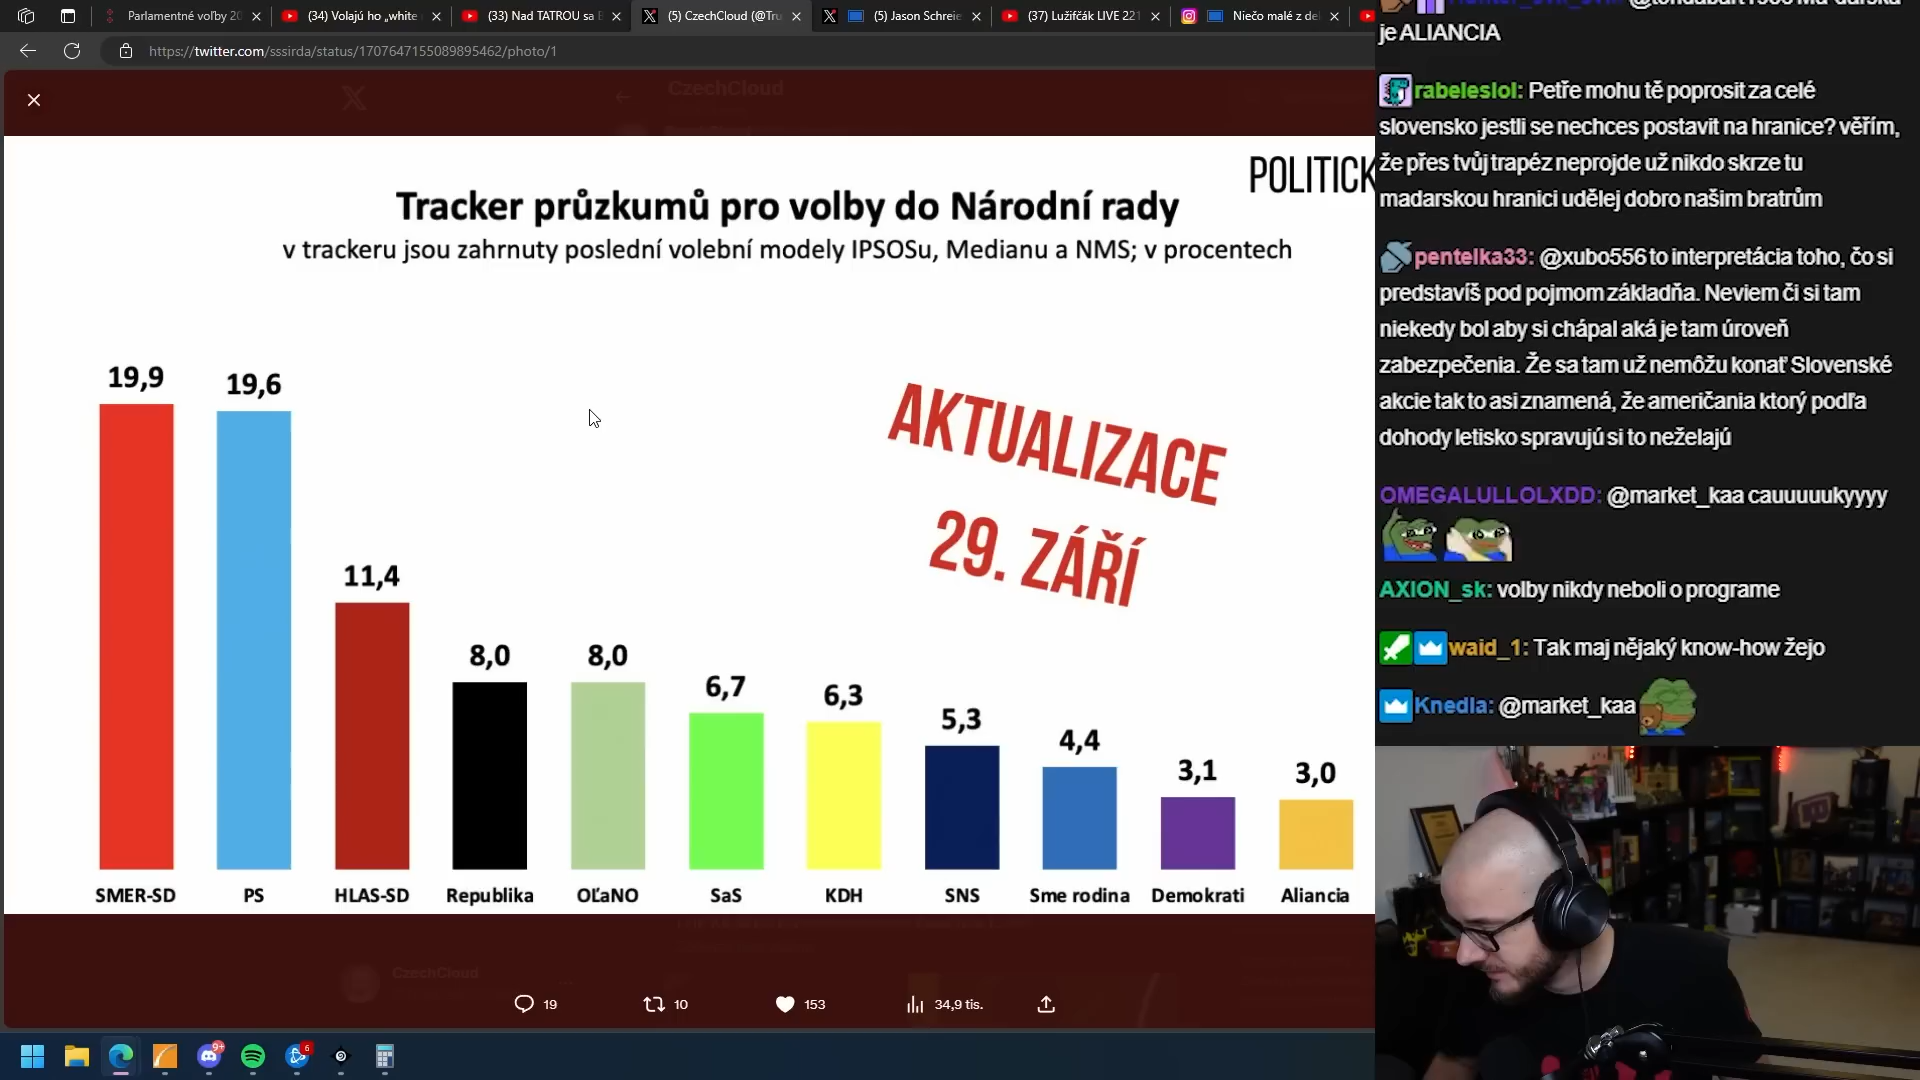 Parlamentné voľby 20
(34) Volajú ho „white
(33) Nad TATROU sa
(5) CzechCloud (@Tru
(5) Jason Schreie
(37) Lužifčák LIVE 221
Niečo malé z de
https://twitter.com/sssirda/status/1707647155089895462/photo/1
CzechCloud
POLITICK
Tracker průzkumů pro volby do Národní rady
v trackeru jsou zahrnuty poslední volební modely IPSOSu, Medianu a NMS; v procentech
AKTUALIZACE
29. ZÁŘÍ
19,9
19,6
11,4
8,0
8,0
6,7
6,3
5,3
4,4
3,1
3,0
SMER-SD
PS
HLAS-SD
Republika
OĽaNO
SaS
KDH
SNS
Sme rodina
Demokrati
Aliancia
CzechCloud
19
10
153
34,9 tis.
9+
6
je ALIANCIA
rabeleslol: Petře mohu tě poprosit za celé
slovensko jestli se nechces postavit na hranice? věřím,
že přes tvůj trapéz neprojde už nikdo skrze tu
madarskou hranici udělej dobro našim bratrům
pentelka33: @xubo556 to interpretácia toho, čo si
predstavíš pod pojmom základňa. Neviem či si tam
niekedy bol aby si chápal aká je tam úroveň
zabezpečenia. Že sa tam už nemôžu konať Slovenské
akcie tak to asi znamená, že američania ktorý podľa
dohody letisko spravujú si to neželajú
OMEGALULLOLXDD: @market_kaa cauuuuukyyyy
AXION_sk: volby nikdy neboli o programe
waid_1: Tak maj nějaký know-how žejo
Knedla: @market_kaa